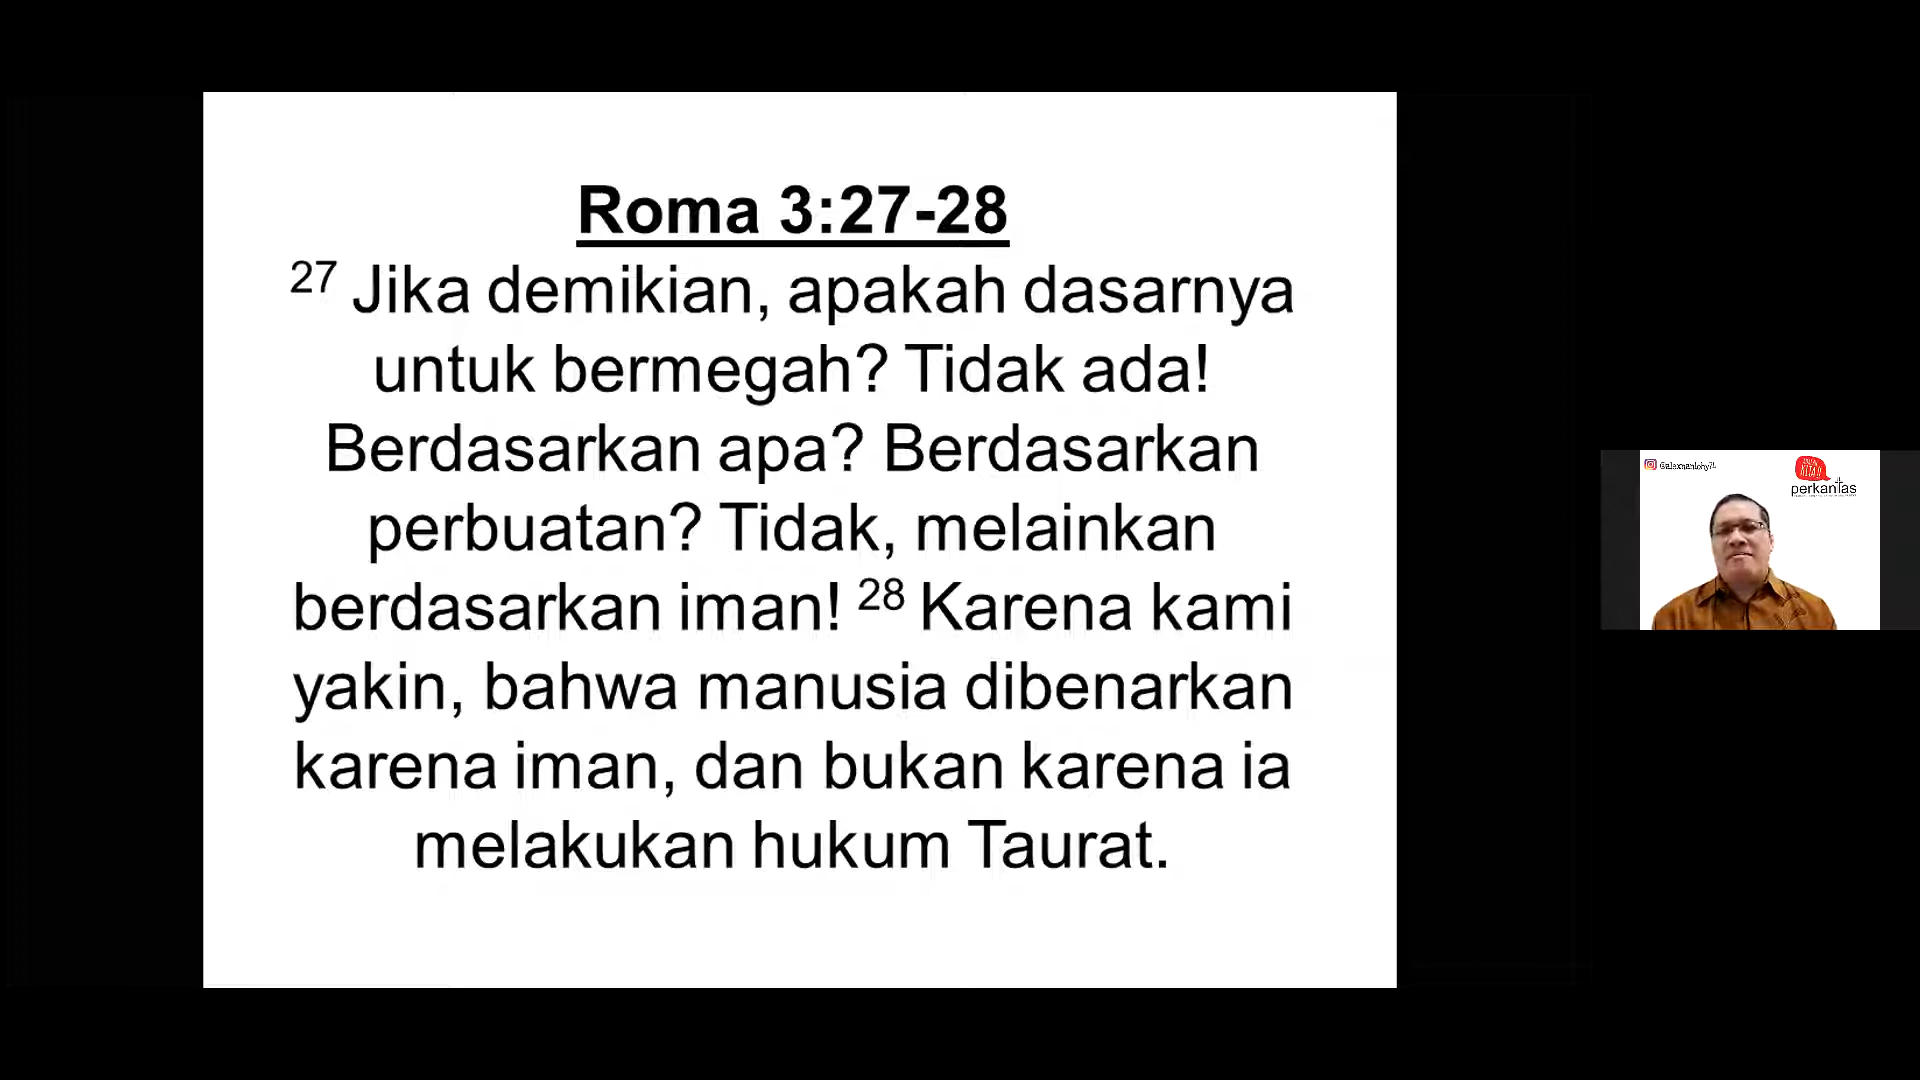 Roma 3:27-28
27 Jika demikian, apakah dasarnya
untuk bermegah? Tidak ada!
Berdasarkan apa? Berdasarkan
perbuatan? Tidak, melainkan
berdasarkan iman! 28 Karena kami
yakin, bahwa manusia dibenarkan
karena iman, dan bukan karena ia
melakukan hukum Taurat.
perkantas